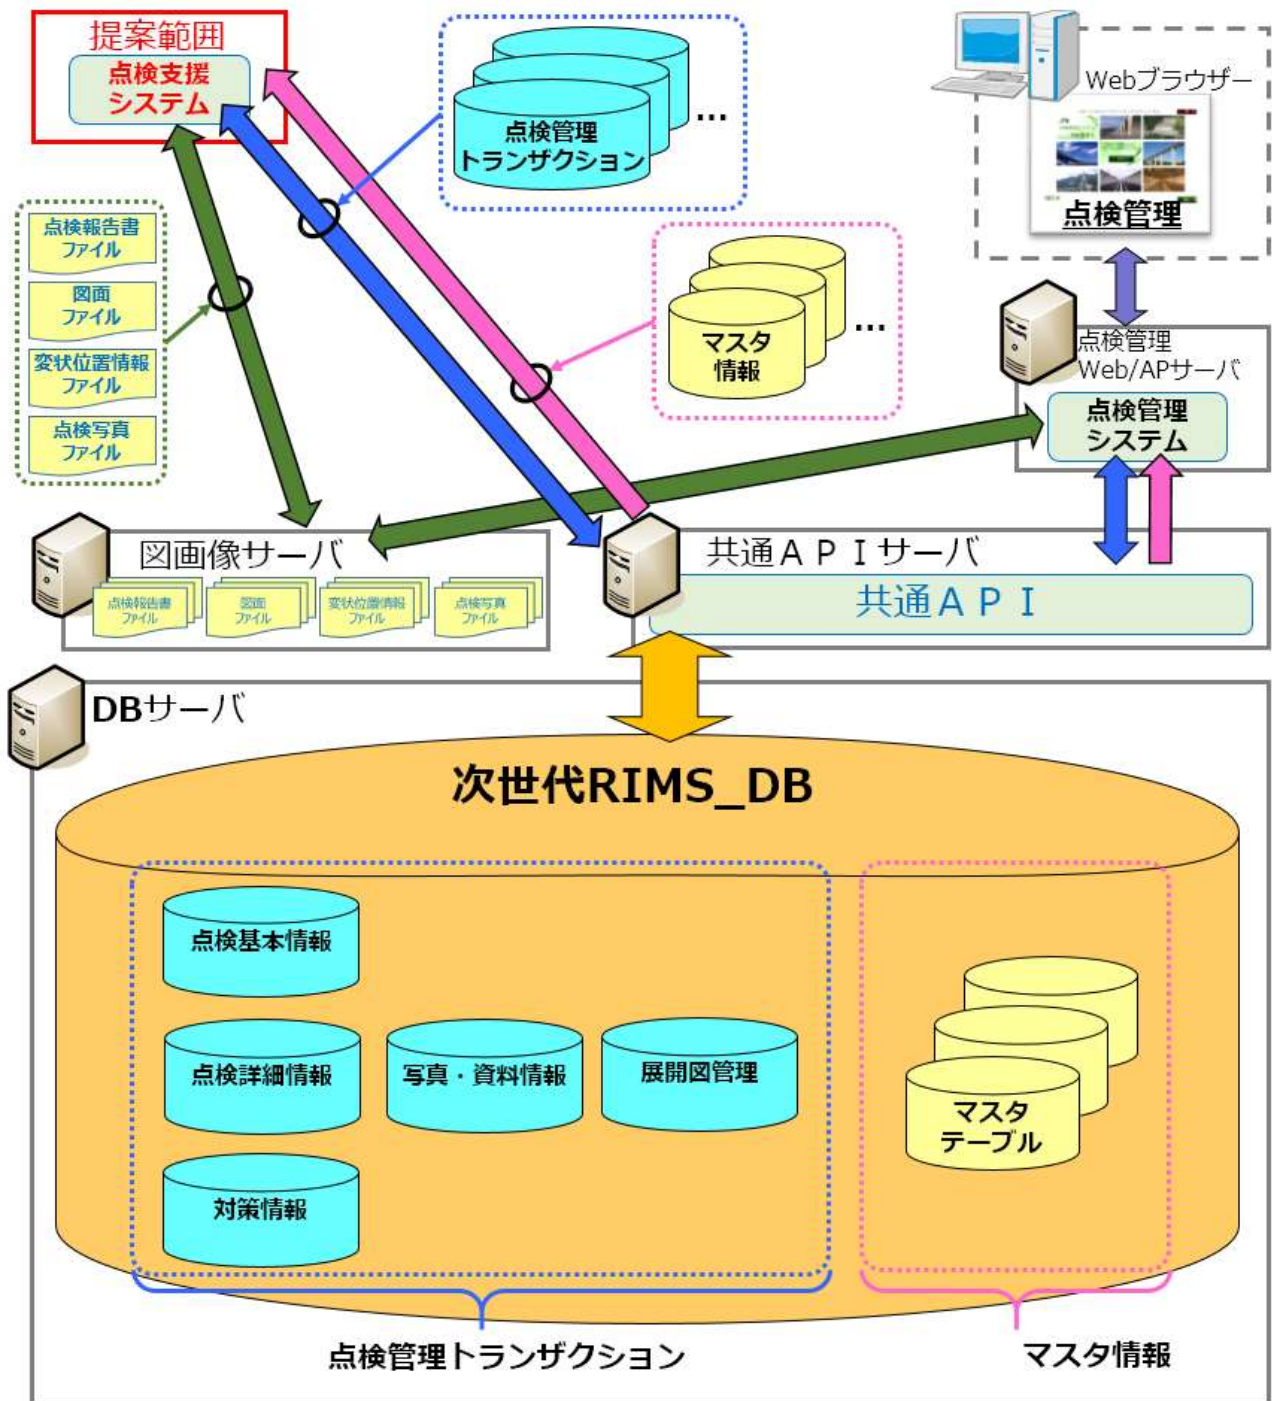 提案範囲
点検支援
システム
点検管理
トランザクション
…
Webブラウザー
点検管理
点検報告書
ファイル
図面
ファイル
変状位置情報
ファイル
点検写真
ファイル
マスタ
情報
…
点検管理
Web/APサーバ
点検管理
システム
図画像サーバ
点検報告書
ファイル
図面
ファイル
変状位置情報
ファイル
点検写真
ファイル
共通ＡＰＩサーバ
共通ＡＰＩ
DBサーバ
次世代RIMS_DB
点検基本情報
点検詳細情報
写真・資料情報
展開図管理
対策情報
マスタ
テーブル
点検管理トランザクション
マスタ情報